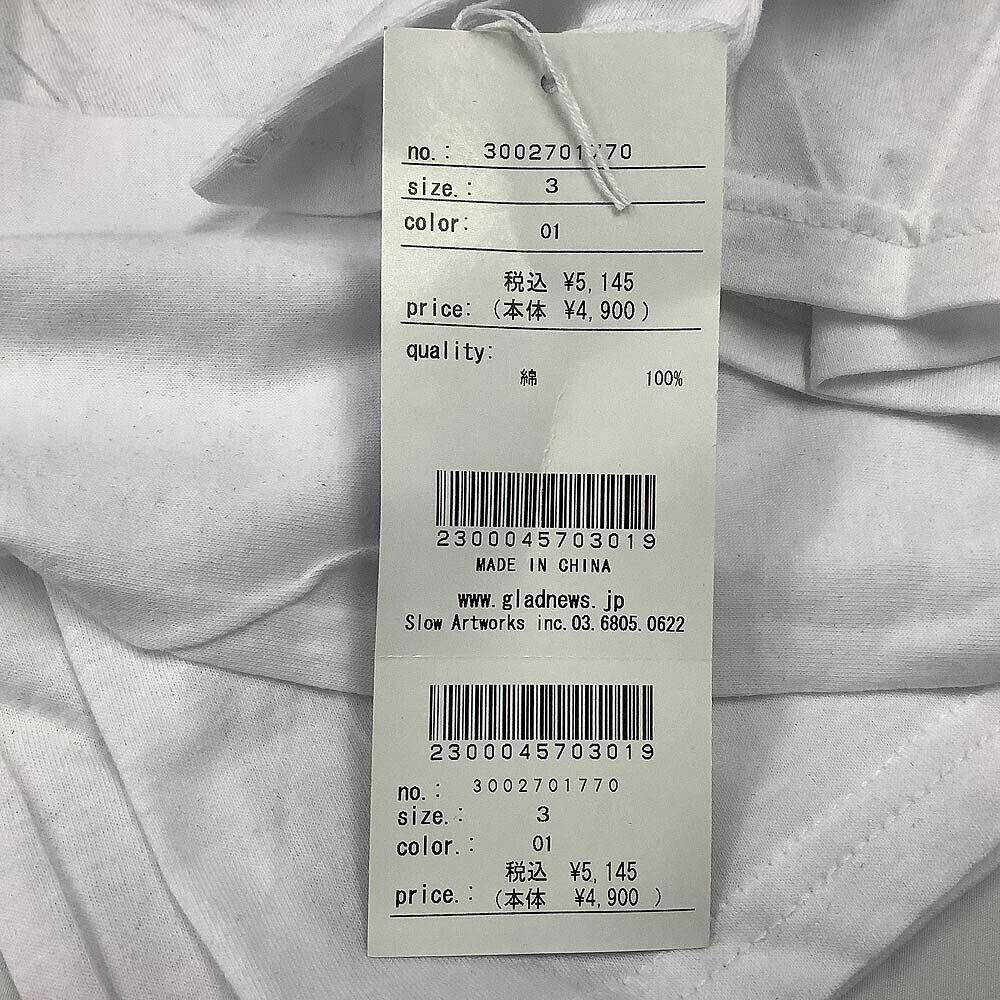 no.: 3002701770
size.: 3
color: 01
税込 ¥5,145
price: (本体 ¥4,900)
quality:
綿 100%
2300045703019
MADE IN CHINA
www.gladnews.jp
Slow Artworks inc.03.6805.0622
2300045703019
no.: 3002701770
size.: 3
color.: 01
税込 ¥5,145
price.: (本体 ¥4,900 )